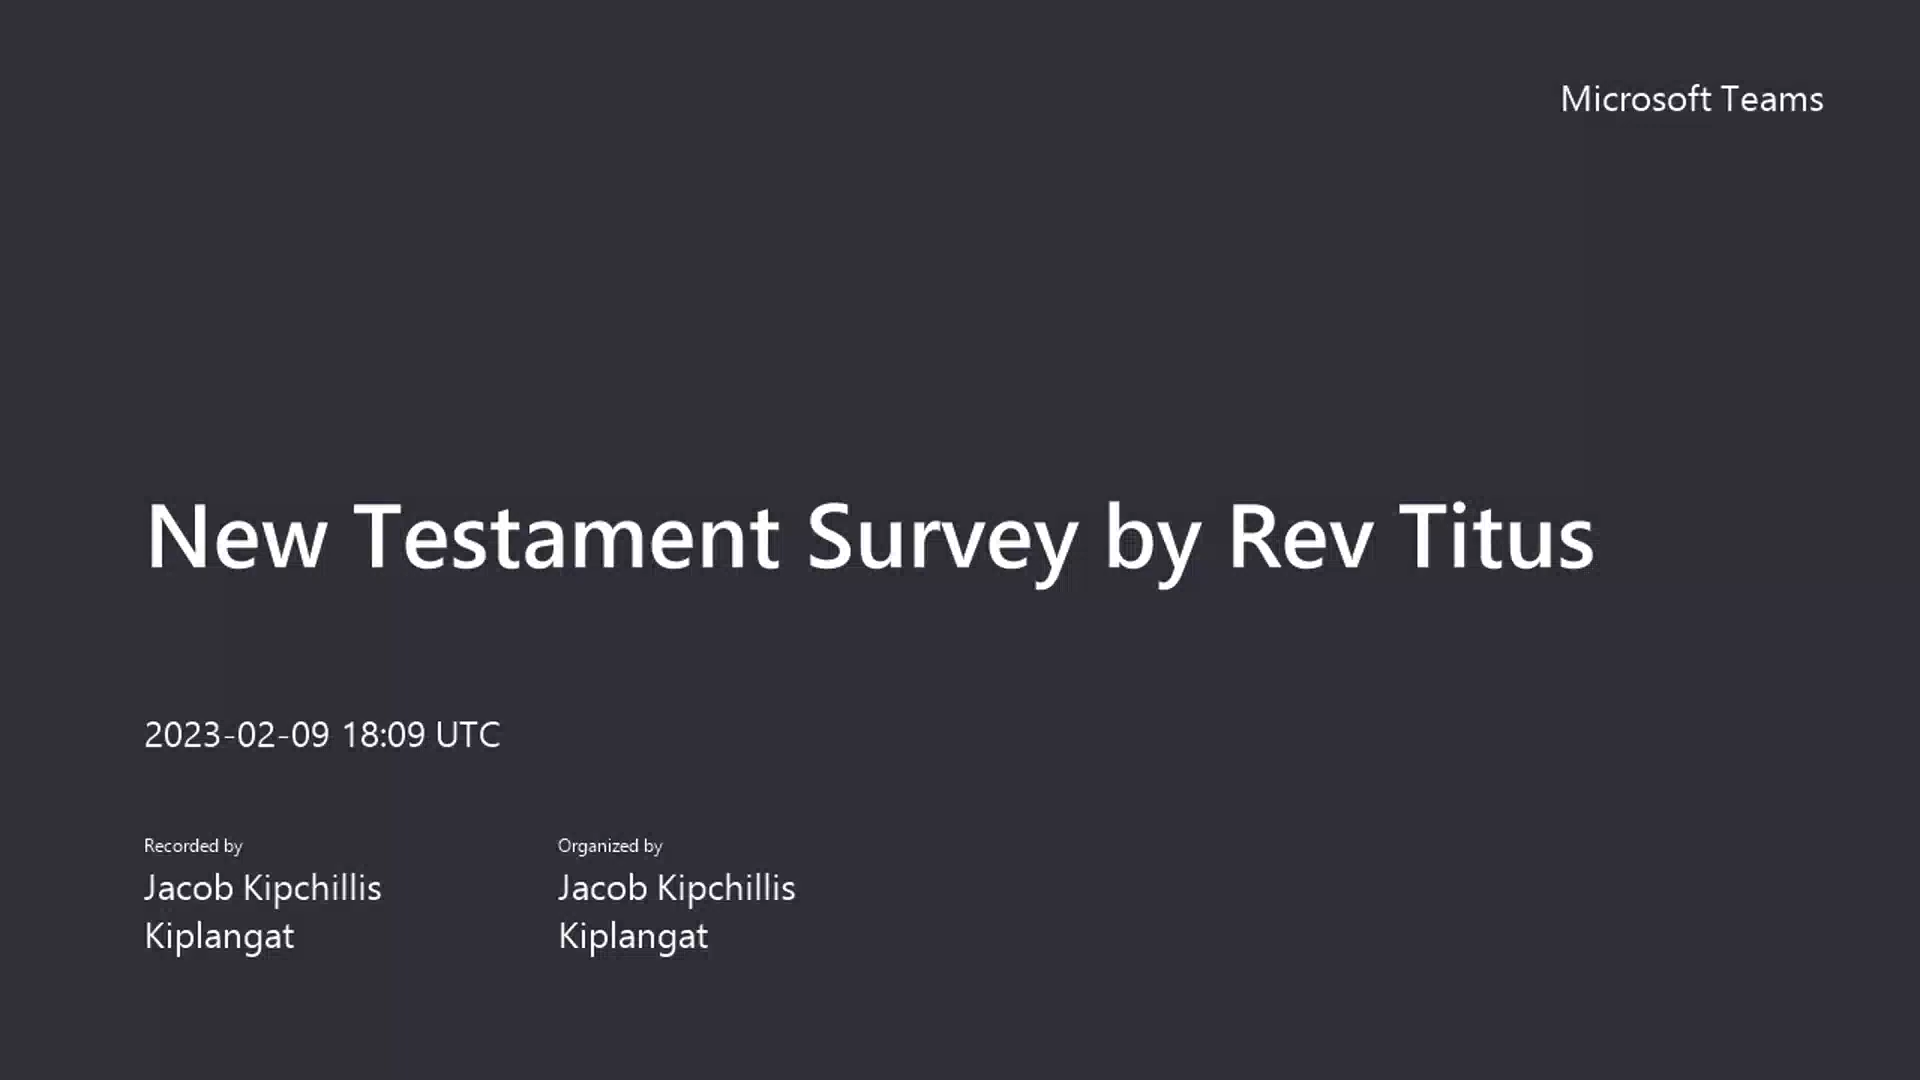 Microsoft Teams
New Testament Survey by Rev Titus
2023-02-09 18:09 UTC
Recorded by
Jacob Kipchillis
Kiplangat
Organized by
Jacob Kipchillis
Kiplangat